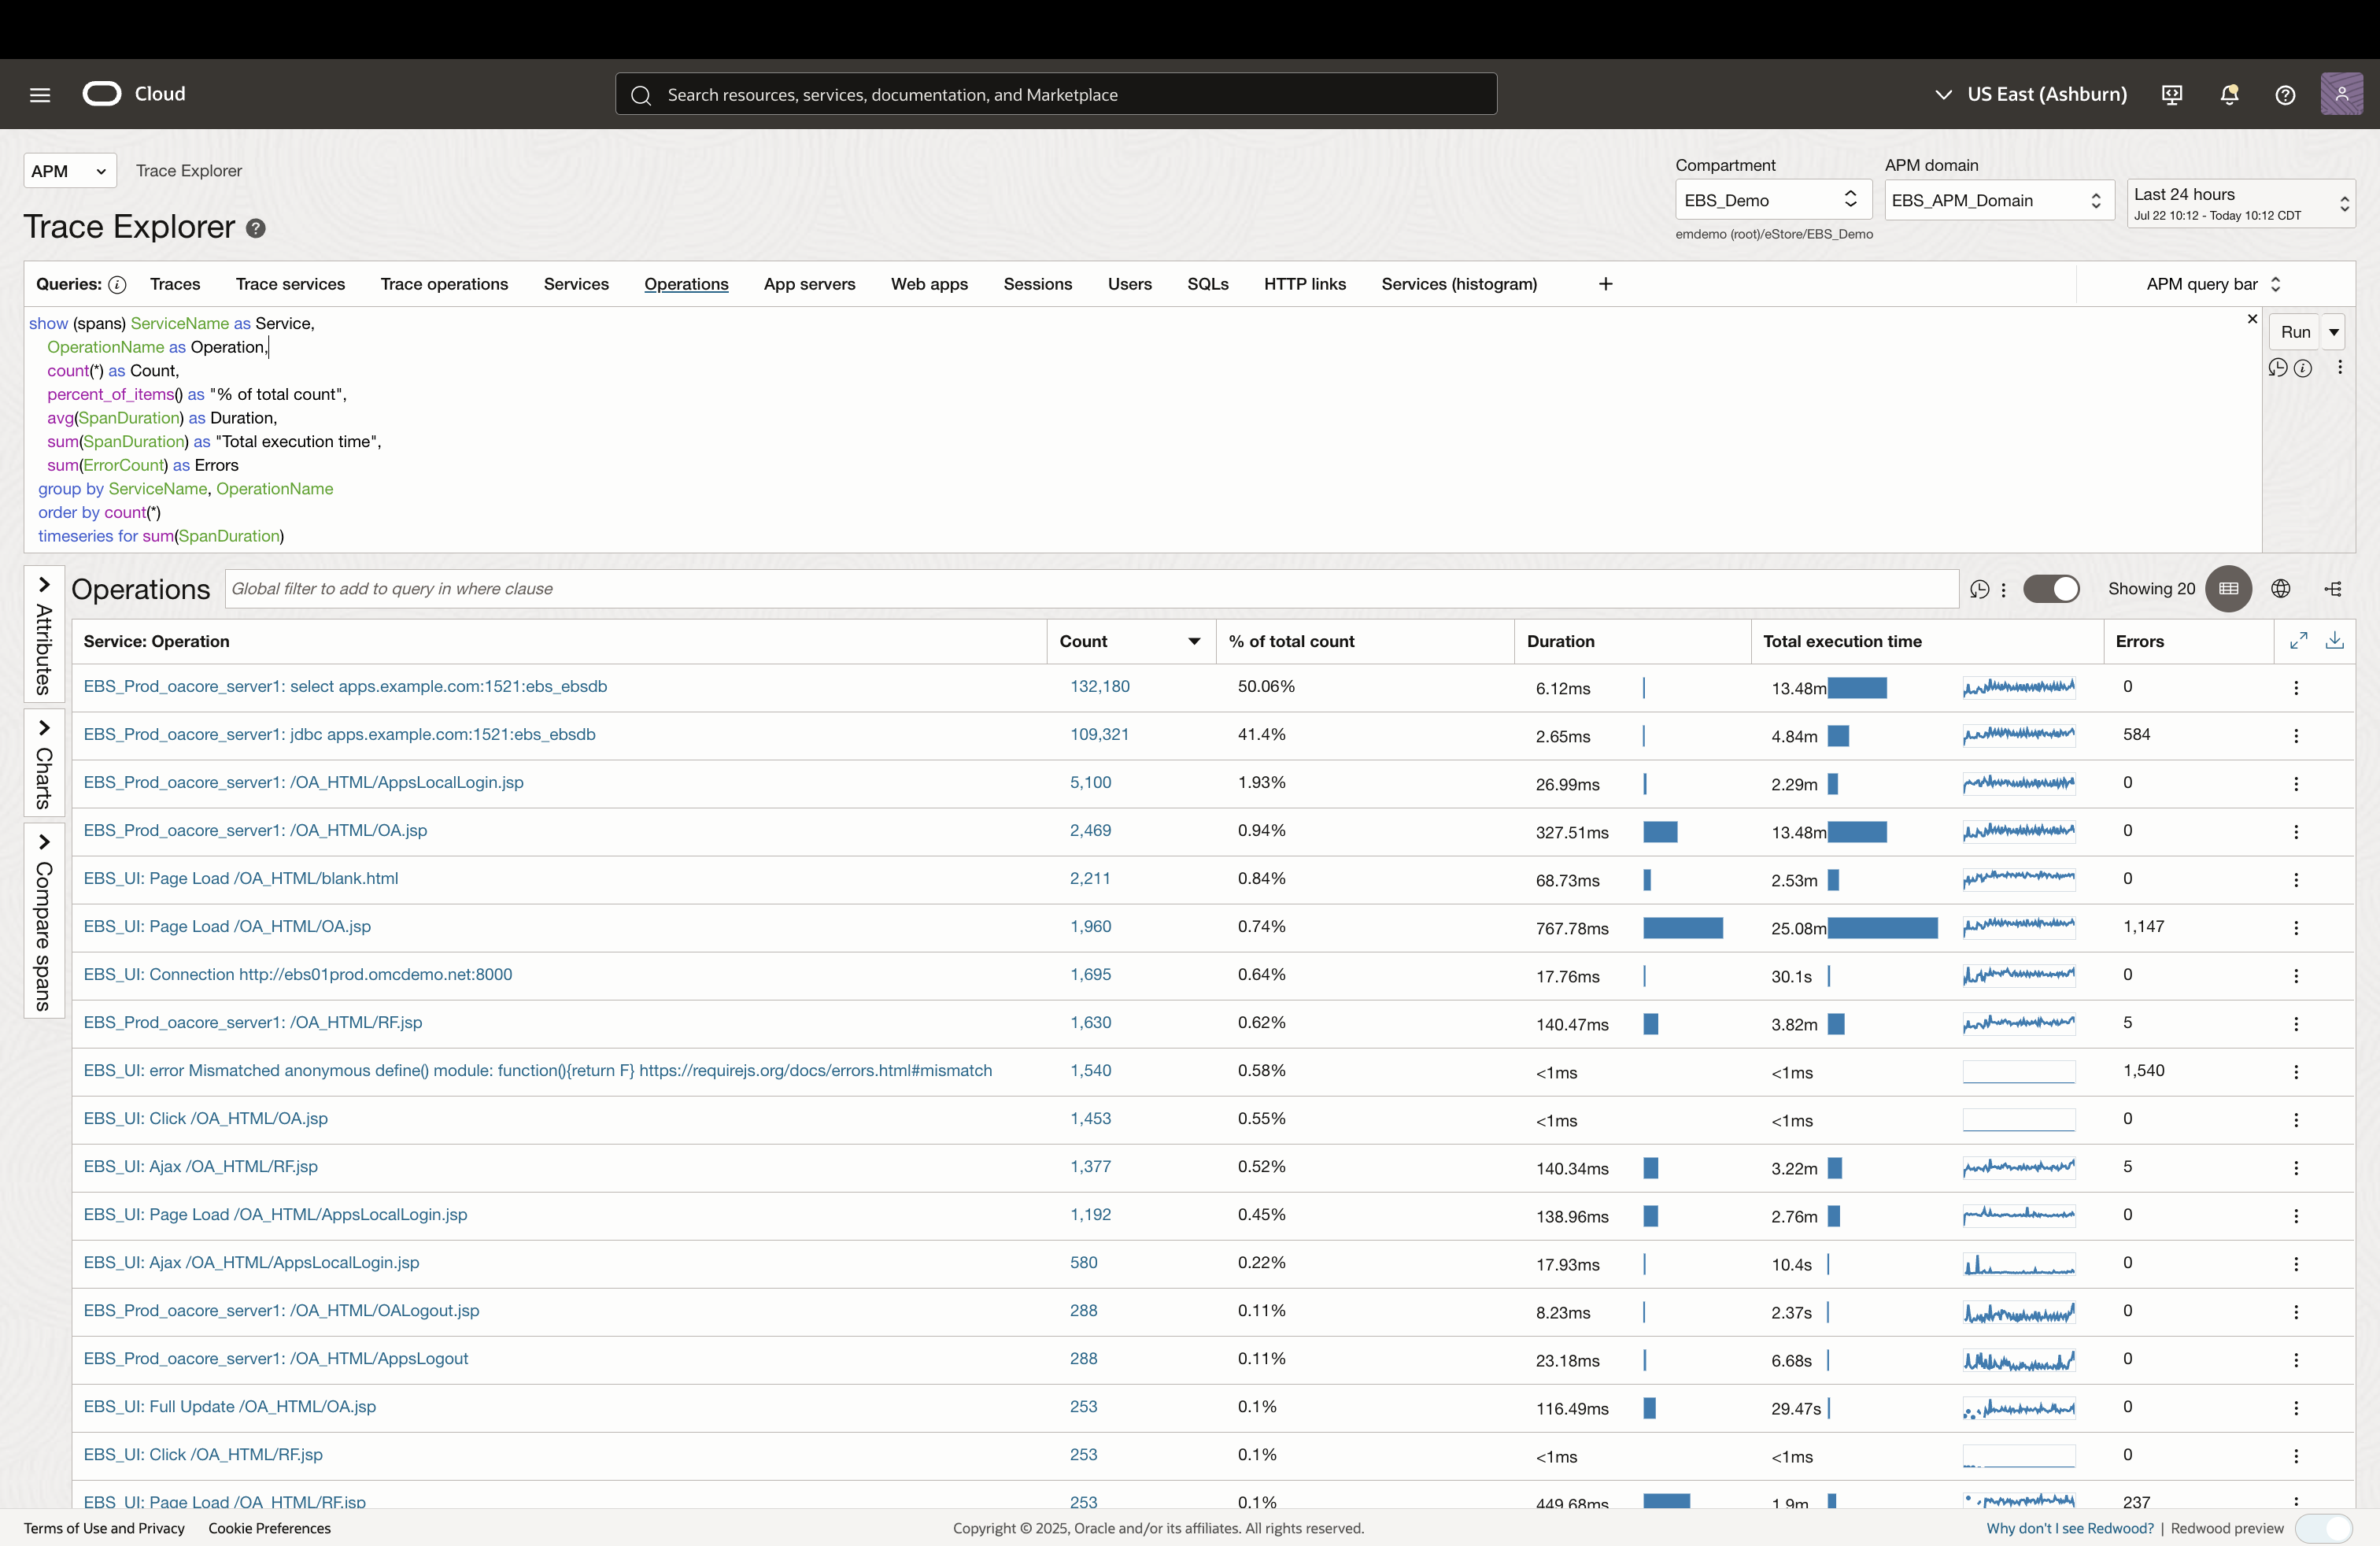 Cloud
Search resources, services, documentation, and Marketplace
US East (Ashburn)
APM
Trace Explorer
Compartment
APM domain
EBS_Demo
EBS_APM_Domain
Last 24 hours
Jul 22 10:12 - Today 10:12 CDT
emdemo (root)/eStore/EBS_Demo
Trace Explorer
Queries: Traces Trace services Trace operations Services Operations App servers Web apps Sessions Users SQLs HTTP links Services (histogram) + APM query bar
show (spans) ServiceName as Service,
OperationName as Operation,
count(*) as Count,
percent_of_items() as "% of total count",
avg(SpanDuration) as Duration,
sum(SpanDuration) as "Total execution time",
sum(ErrorCount) as Errors
group by ServiceName, OperationName
order by count(*)
timeseries for sum(SpanDuration)
Run
Attributes
Charts
Compare spans
Operations Global filter to add to query in where clause Showing 20
Service: Operation Count % of total count Duration Total execution time Errors
EBS_Prod_oacore_server1: select apps.example.com:1521:ebs_ebsdb 132,180 50.06% 6.12ms 13.48m 0
EBS_Prod_oacore_server1: jdbc apps.example.com:1521:ebs_ebsdb 109,321 41.4% 2.65ms 4.84m 584
EBS_Prod_oacore_server1: /OA_HTML/AppsLocalLogin.jsp 5,100 1.93% 26.99ms 2.29m 0
EBS_Prod_oacore_server1: /OA_HTML/OA.jsp 2,469 0.94% 327.51ms 13.48m 0
EBS_UI: Page Load /OA_HTML/blank.html 2,211 0.84% 68.73ms 2.53m 0
EBS_UI: Page Load /OA_HTML/OA.jsp 1,960 0.74% 767.78ms 25.08m 1,147
EBS_UI: Connection http://ebs01prod.omcdemo.net:8000 1,695 0.64% 17.76ms 30.1s 0
EBS_Prod_oacore_server1: /OA_HTML/RF.jsp 1,630 0.62% 140.47ms 3.82m 5
EBS_UI: error Mismatched anonymous define() module: function(){return F} https://requirejs.org/docs/errors.html#mismatch 1,540 0.58% <1ms <1ms 1,540
EBS_UI: Click /OA_HTML/OA.jsp 1,453 0.55% <1ms <1ms 0
EBS_UI: Ajax /OA_HTML/RF.jsp 1,377 0.52% 140.34ms 3.22m 5
EBS_UI: Page Load /OA_HTML/AppsLocalLogin.jsp 1,192 0.45% 138.96ms 2.76m 0
EBS_UI: Ajax /OA_HTML/AppsLocalLogin.jsp 580 0.22% 17.93ms 10.4s 0
EBS_Prod_oacore_server1: /OA_HTML/OALogout.jsp 288 0.11% 8.23ms 2.37s 0
EBS_Prod_oacore_server1: /OA_HTML/AppsLogout 288 0.11% 23.18ms 6.68s 0
EBS_UI: Full Update /OA_HTML/OA.jsp 253 0.1% 116.49ms 29.47s 0
EBS_UI: Click /OA_HTML/RF.jsp 253 0.1% <1ms <1ms 0
EBS_UI: Page Load /OA_HTML/RF.jsp 253 0.1% 449.68ms 1.9m 237
Terms of Use and Privacy Cookie Preferences Copyright © 2025, Oracle and/or its affiliates. All rights reserved. Why don't I see Redwood? | Redwood preview